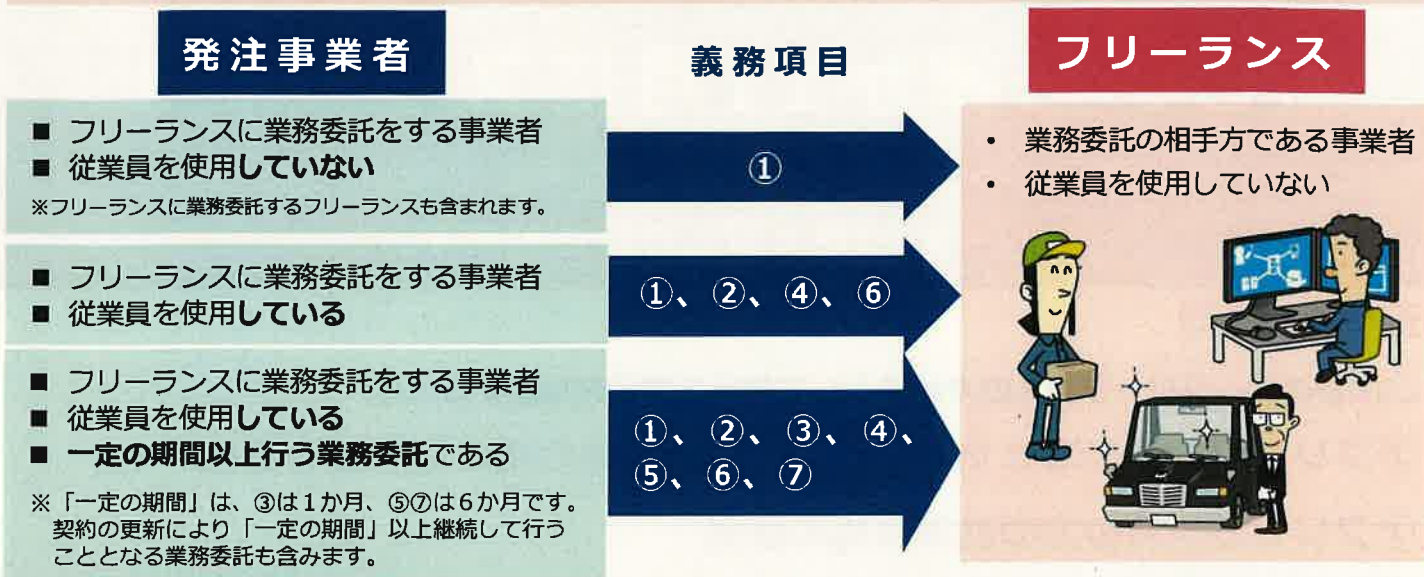 発注事業者
義務項目
フリーランス
■ フリーランスに業務委託をする事業者
■ 従業員を使用していない
※フリーランスに業務委託するフリーランスも含まれます。
①
• 業務委託の相手方である事業者
• 従業員を使用していない
■ フリーランスに業務委託をする事業者
■ 従業員を使用している
①、②、④、⑥
■ フリーランスに業務委託をする事業者
■ 従業員を使用している
■ 一定の期間以上行う業務委託である
※「一定の期間」は、③は1か月、⑤⑦は6か月です。
契約の更新により「一定の期間」以上継続して行う
こととなる業務委託も含みます。
①、②、③、④、
⑤、⑥、⑦